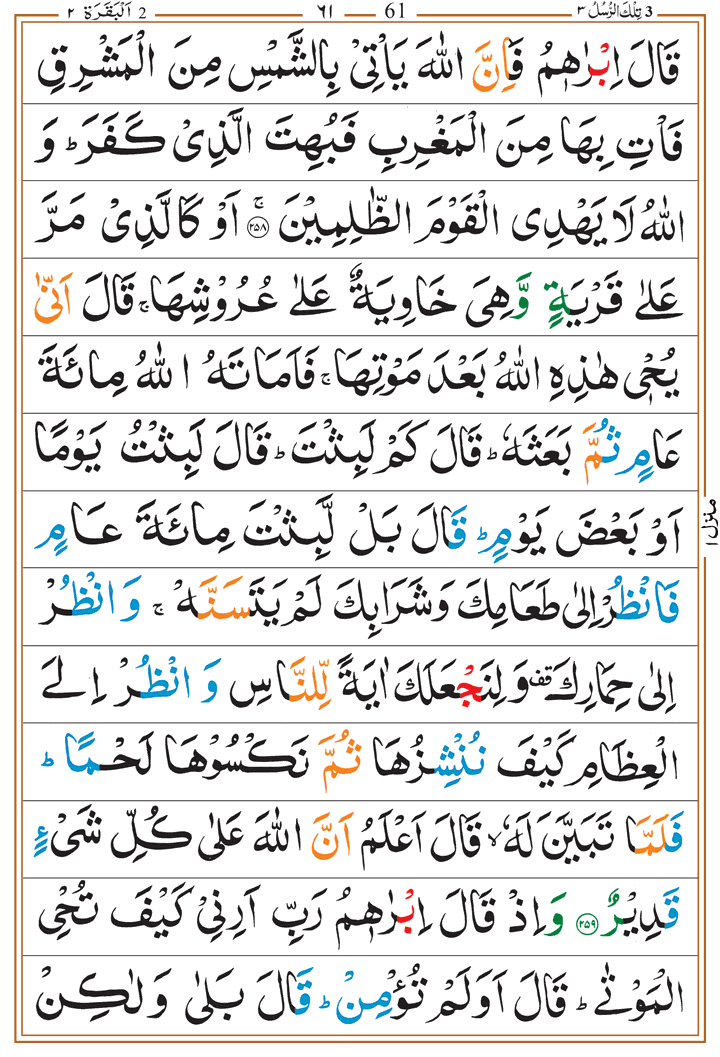 3 تِلْكَ الرُّسُلُ ٣ 61 ٦١ 2 اَلْبَقَرَة ٢
قَالَ اِبْرٰهٖمُ فَاِنَّ اللّٰهَ يَاْتِىْ بِالشَّمْسِ مِنَ الْمَشْرِقِ
فَاْتِ بِهَا مِنَ الْمَغْرِبِ فَبُهِتَ الَّذِىْ كَفَرَ ؕ وَ
اللّٰهُ لَا يَهْدِى الْقَوْمَ الظّٰلِمِيْنَ ۚ ﴿۲۵۸﴾ اَوْ كَالَّذِىْ مَرَّ
عَلٰى قَرْيَةٍ وَّهِىَ خَاوِيَةٌ عَلٰى عُرُوْشِهَا ۚ قَالَ اَنّٰى
يُحْىٖ هٰذِهِ اللّٰهُ بَعْدَ مَوْتِهَا ۚ فَاَمَاتَهُ اللّٰهُ مِائَةَ
عَامٍ ثُمَّ بَعَثَهٗ ؕ قَالَ كَمْ لَبِثْتَ ؕ قَالَ لَبِثْتُ يَوْمًا
اَوْ بَعْضَ يَوْمٍ ؕ قَالَ بَلْ لَّبِثْتَ مِائَةَ عَامٍ
فَانْظُرْ اِلٰى طَعَامِكَ وَشَرَابِكَ لَمْ يَتَسَنَّهْ ۚ وَانْظُرْ
اِلٰى حِمَارِكَ قف وَلِنَجْعَلَكَ اٰيَةً لِّلنَّاسِ وَانْظُرْ اِلَى
الْعِظَامِ كَيْفَ نُنْشِزُهَا ثُمَّ نَكْسُوْهَا لَحْمًا ؕ
فَلَمَّا تَبَيَّنَ لَهٗ ۙ قَالَ اَعْلَمُ اَنَّ اللّٰهَ عَلٰى كُلِّ شَىْءٍ
قَدِيْرٌ ﴿۲۵۹﴾ وَاِذْ قَالَ اِبْرٰهٖمُ رَبِّ اَرِنِىْ كَيْفَ تُحْىِ
الْمَوْتٰى ؕ قَالَ اَوَلَمْ تُؤْمِنْ ؕ قَالَ بَلٰى وَلٰكِنْ
منزل ١